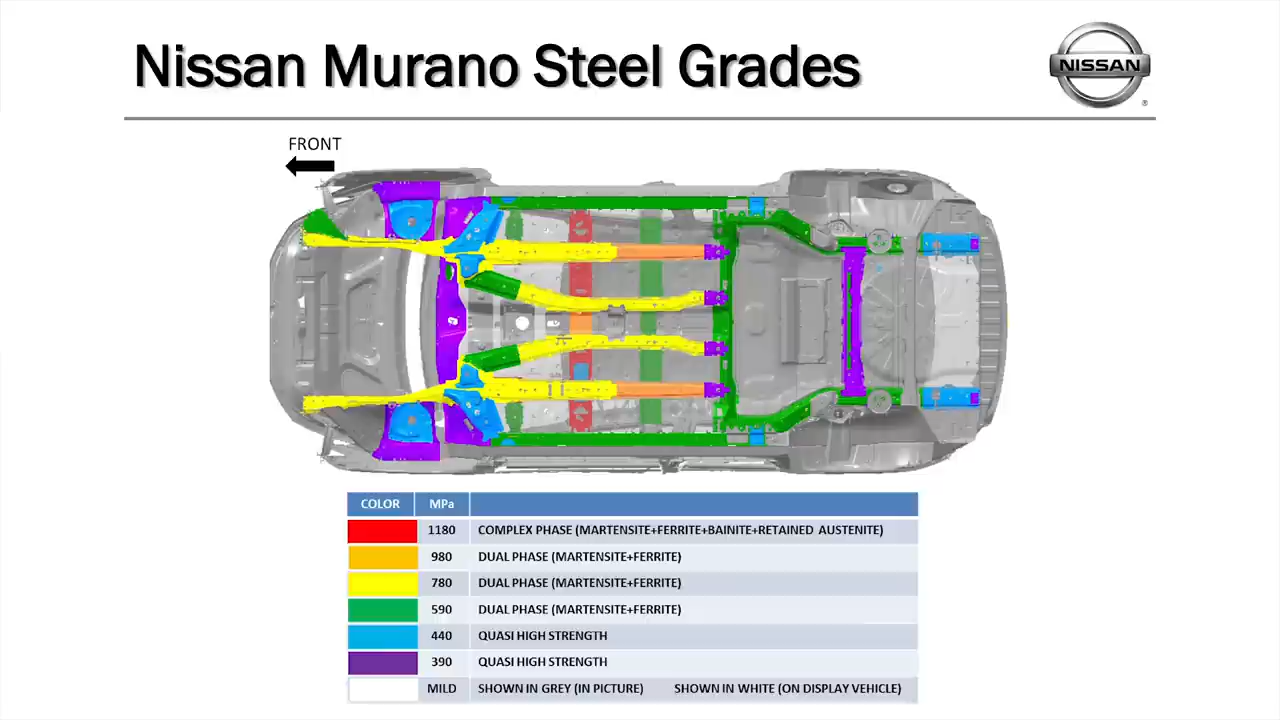 Nissan Murano Steel Grades
NISSAN
®
FRONT
COLOR MPa
1180 COMPLEX PHASE (MARTENSITE+FERRITE+BAINITE+RETAINED AUSTENITE)
980 DUAL PHASE (MARTENSITE+FERRITE)
780 DUAL PHASE (MARTENSITE+FERRITE)
590 DUAL PHASE (MARTENSITE+FERRITE)
440 QUASI HIGH STRENGTH
390 QUASI HIGH STRENGTH
MILD SHOWN IN GREY (IN PICTURE) SHOWN IN WHITE (ON DISPLAY VEHICLE)